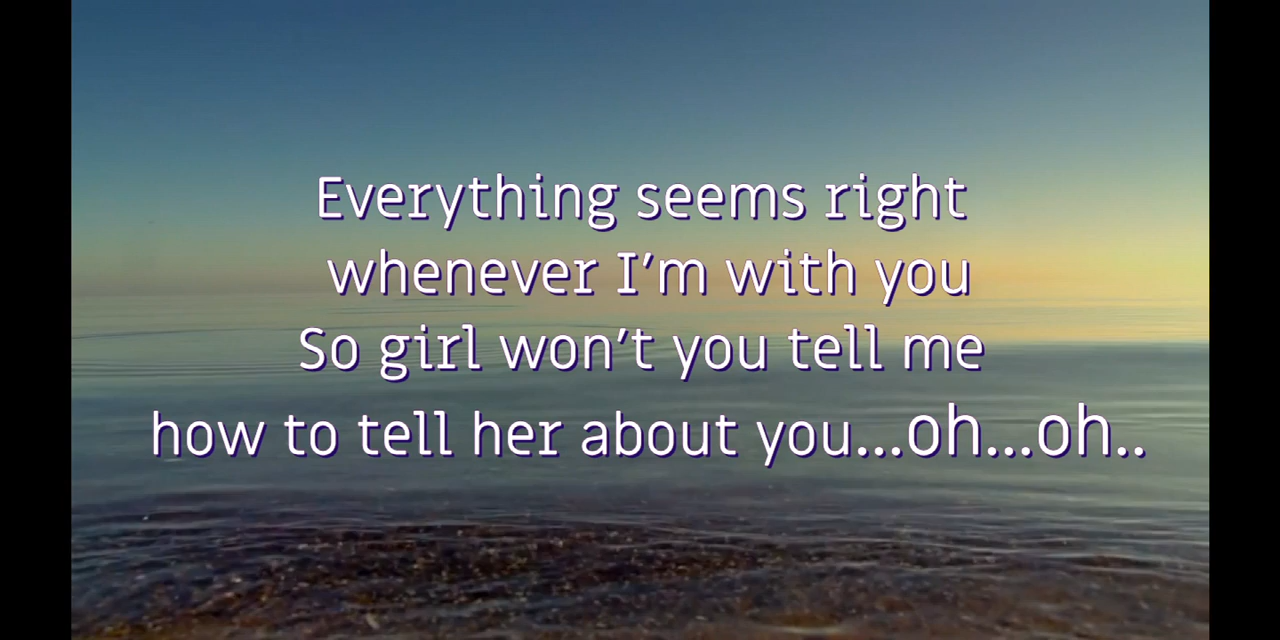 Everything seems right
whenever I'm with you
So girl won't you tell me
how to tell her about you...oh...oh..